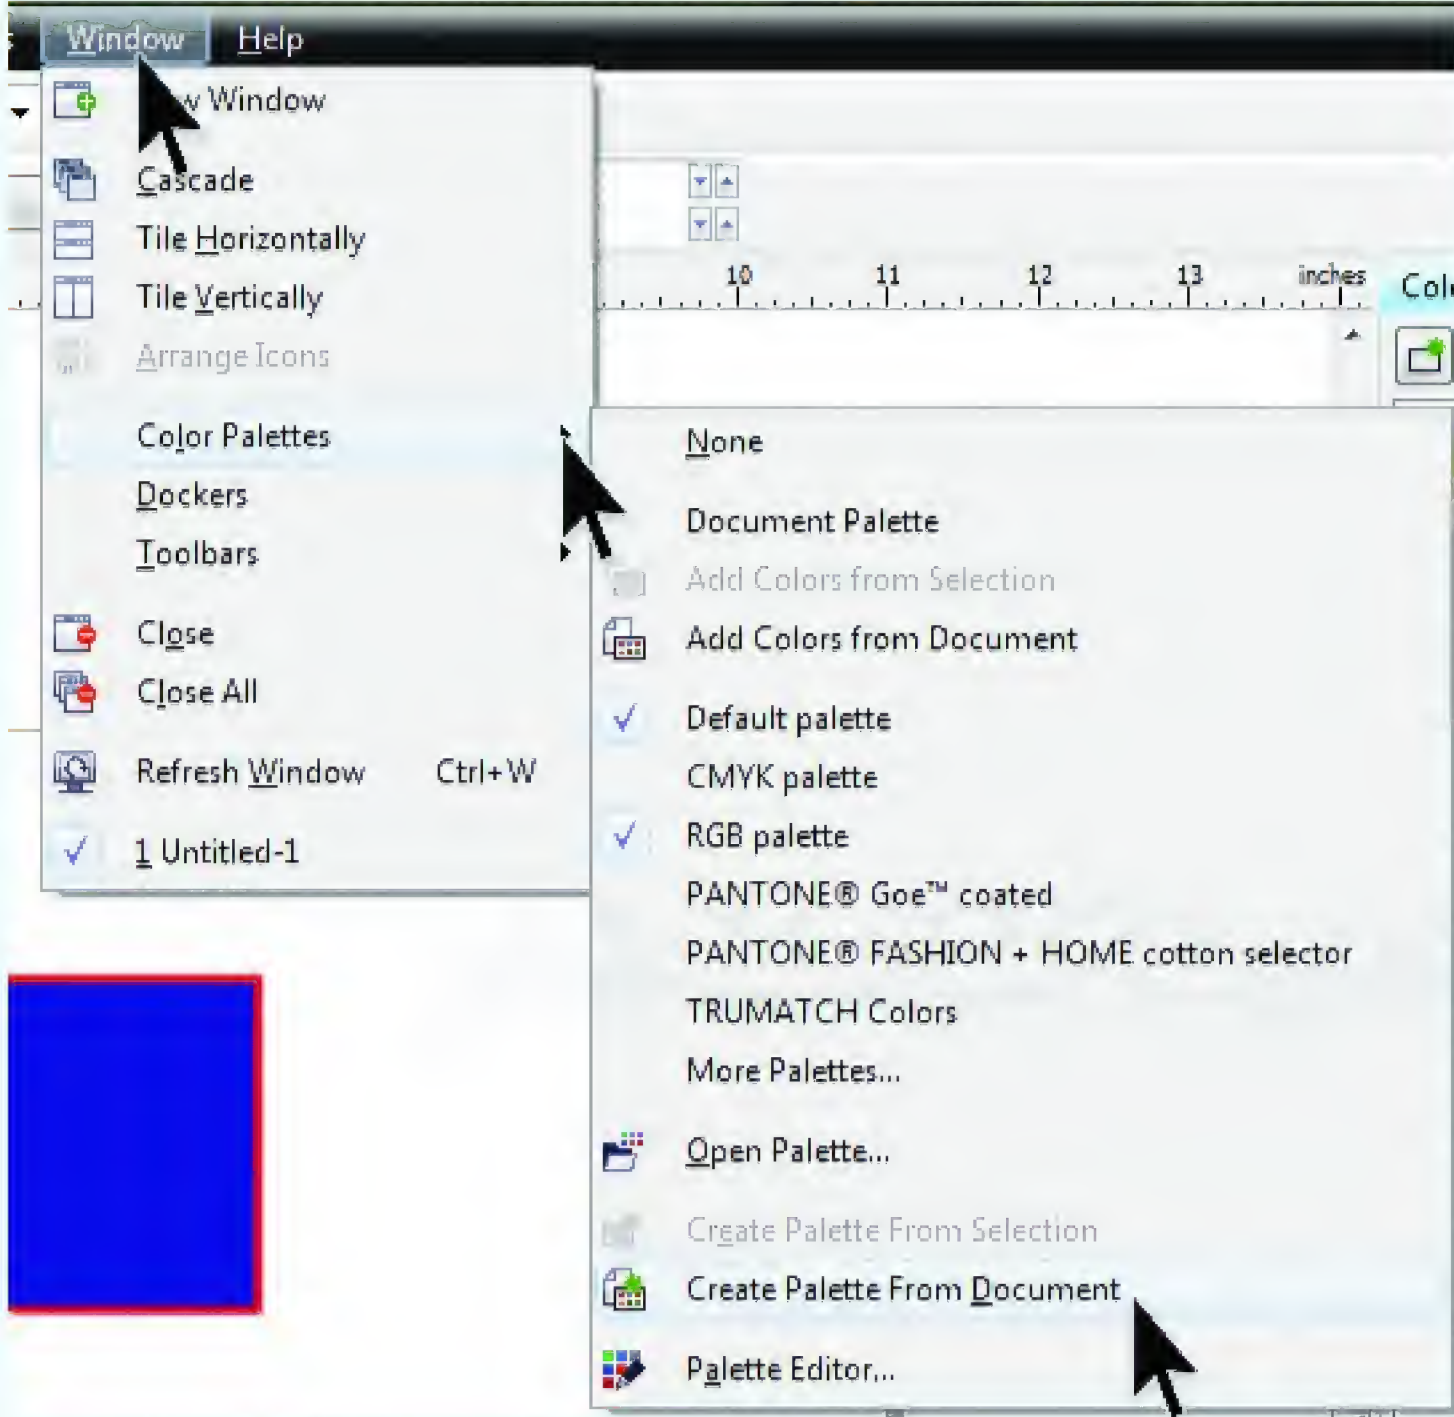 Window Help
Window
Cascade
Tile Horizontally
Tile Vertically
Arrange Icons
Color Palettes
Dockers
Toolbars
Close
Close All
Refresh Window Ctrl+W
1 Untitled-1
10 11 12 13 inches
None
Document Palette
Add Colors from Selection
Add Colors from Document
Default palette
CMYK palette
RGB palette
PANTONE® Goe™ coated
PANTONE® FASHION + HOME cotton selector
TRUMATCH Colors
More Palettes...
Open Palette...
Create Palette From Selection
Create Palette From Document
Palette Editor...